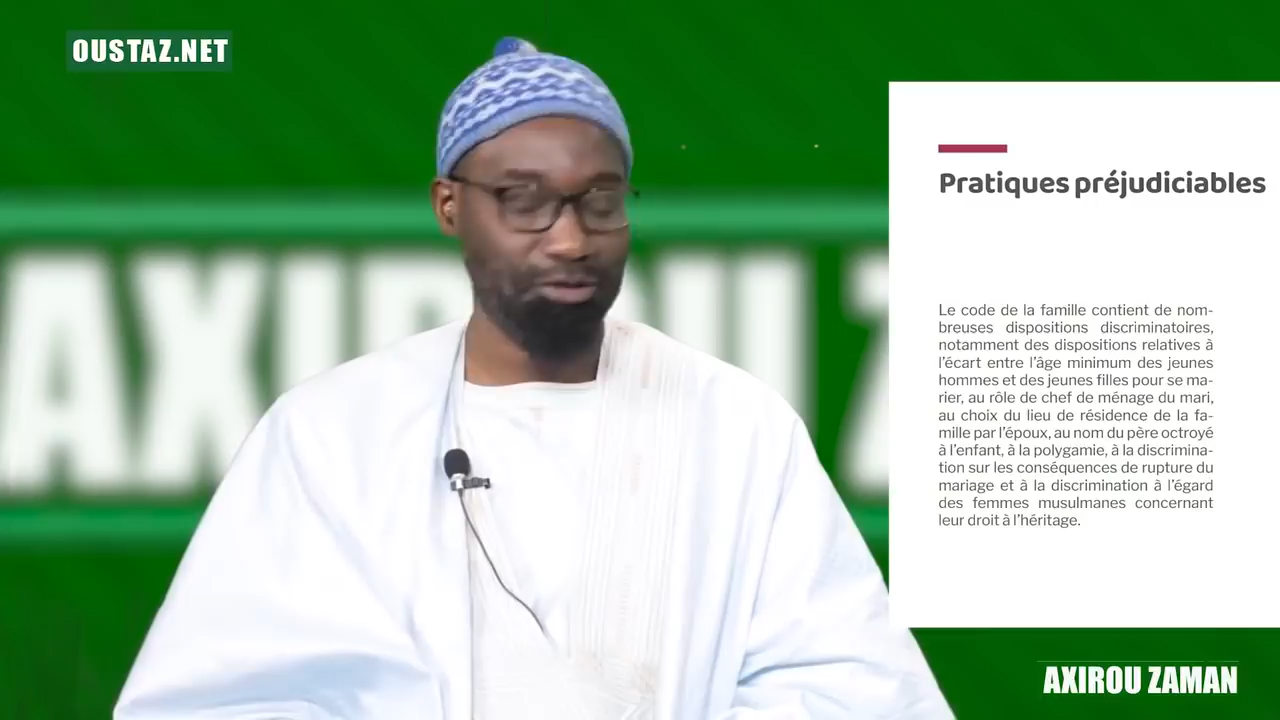 OUSTAZ.NET
AXIROU Z
Pratiques préjudiciables
Le code de la famille contient de nom-
breuses dispositions discriminatoires,
notamment des dispositions relatives à
l'écart entre l'âge minimum des jeunes
hommes et des jeunes filles pour se ma-
rier, au rôle de chef de ménage du mari,
au choix du lieu de résidence de la fa-
mille par l'époux, au nom du père octroyé
à l'enfant, à la polygamie, à la discrimina-
tion sur les conséquences de rupture du
mariage et à la discrimination à l'égard
des femmes musulmanes concernant
leur droit à l'héritage.
AXIROU ZAMAN